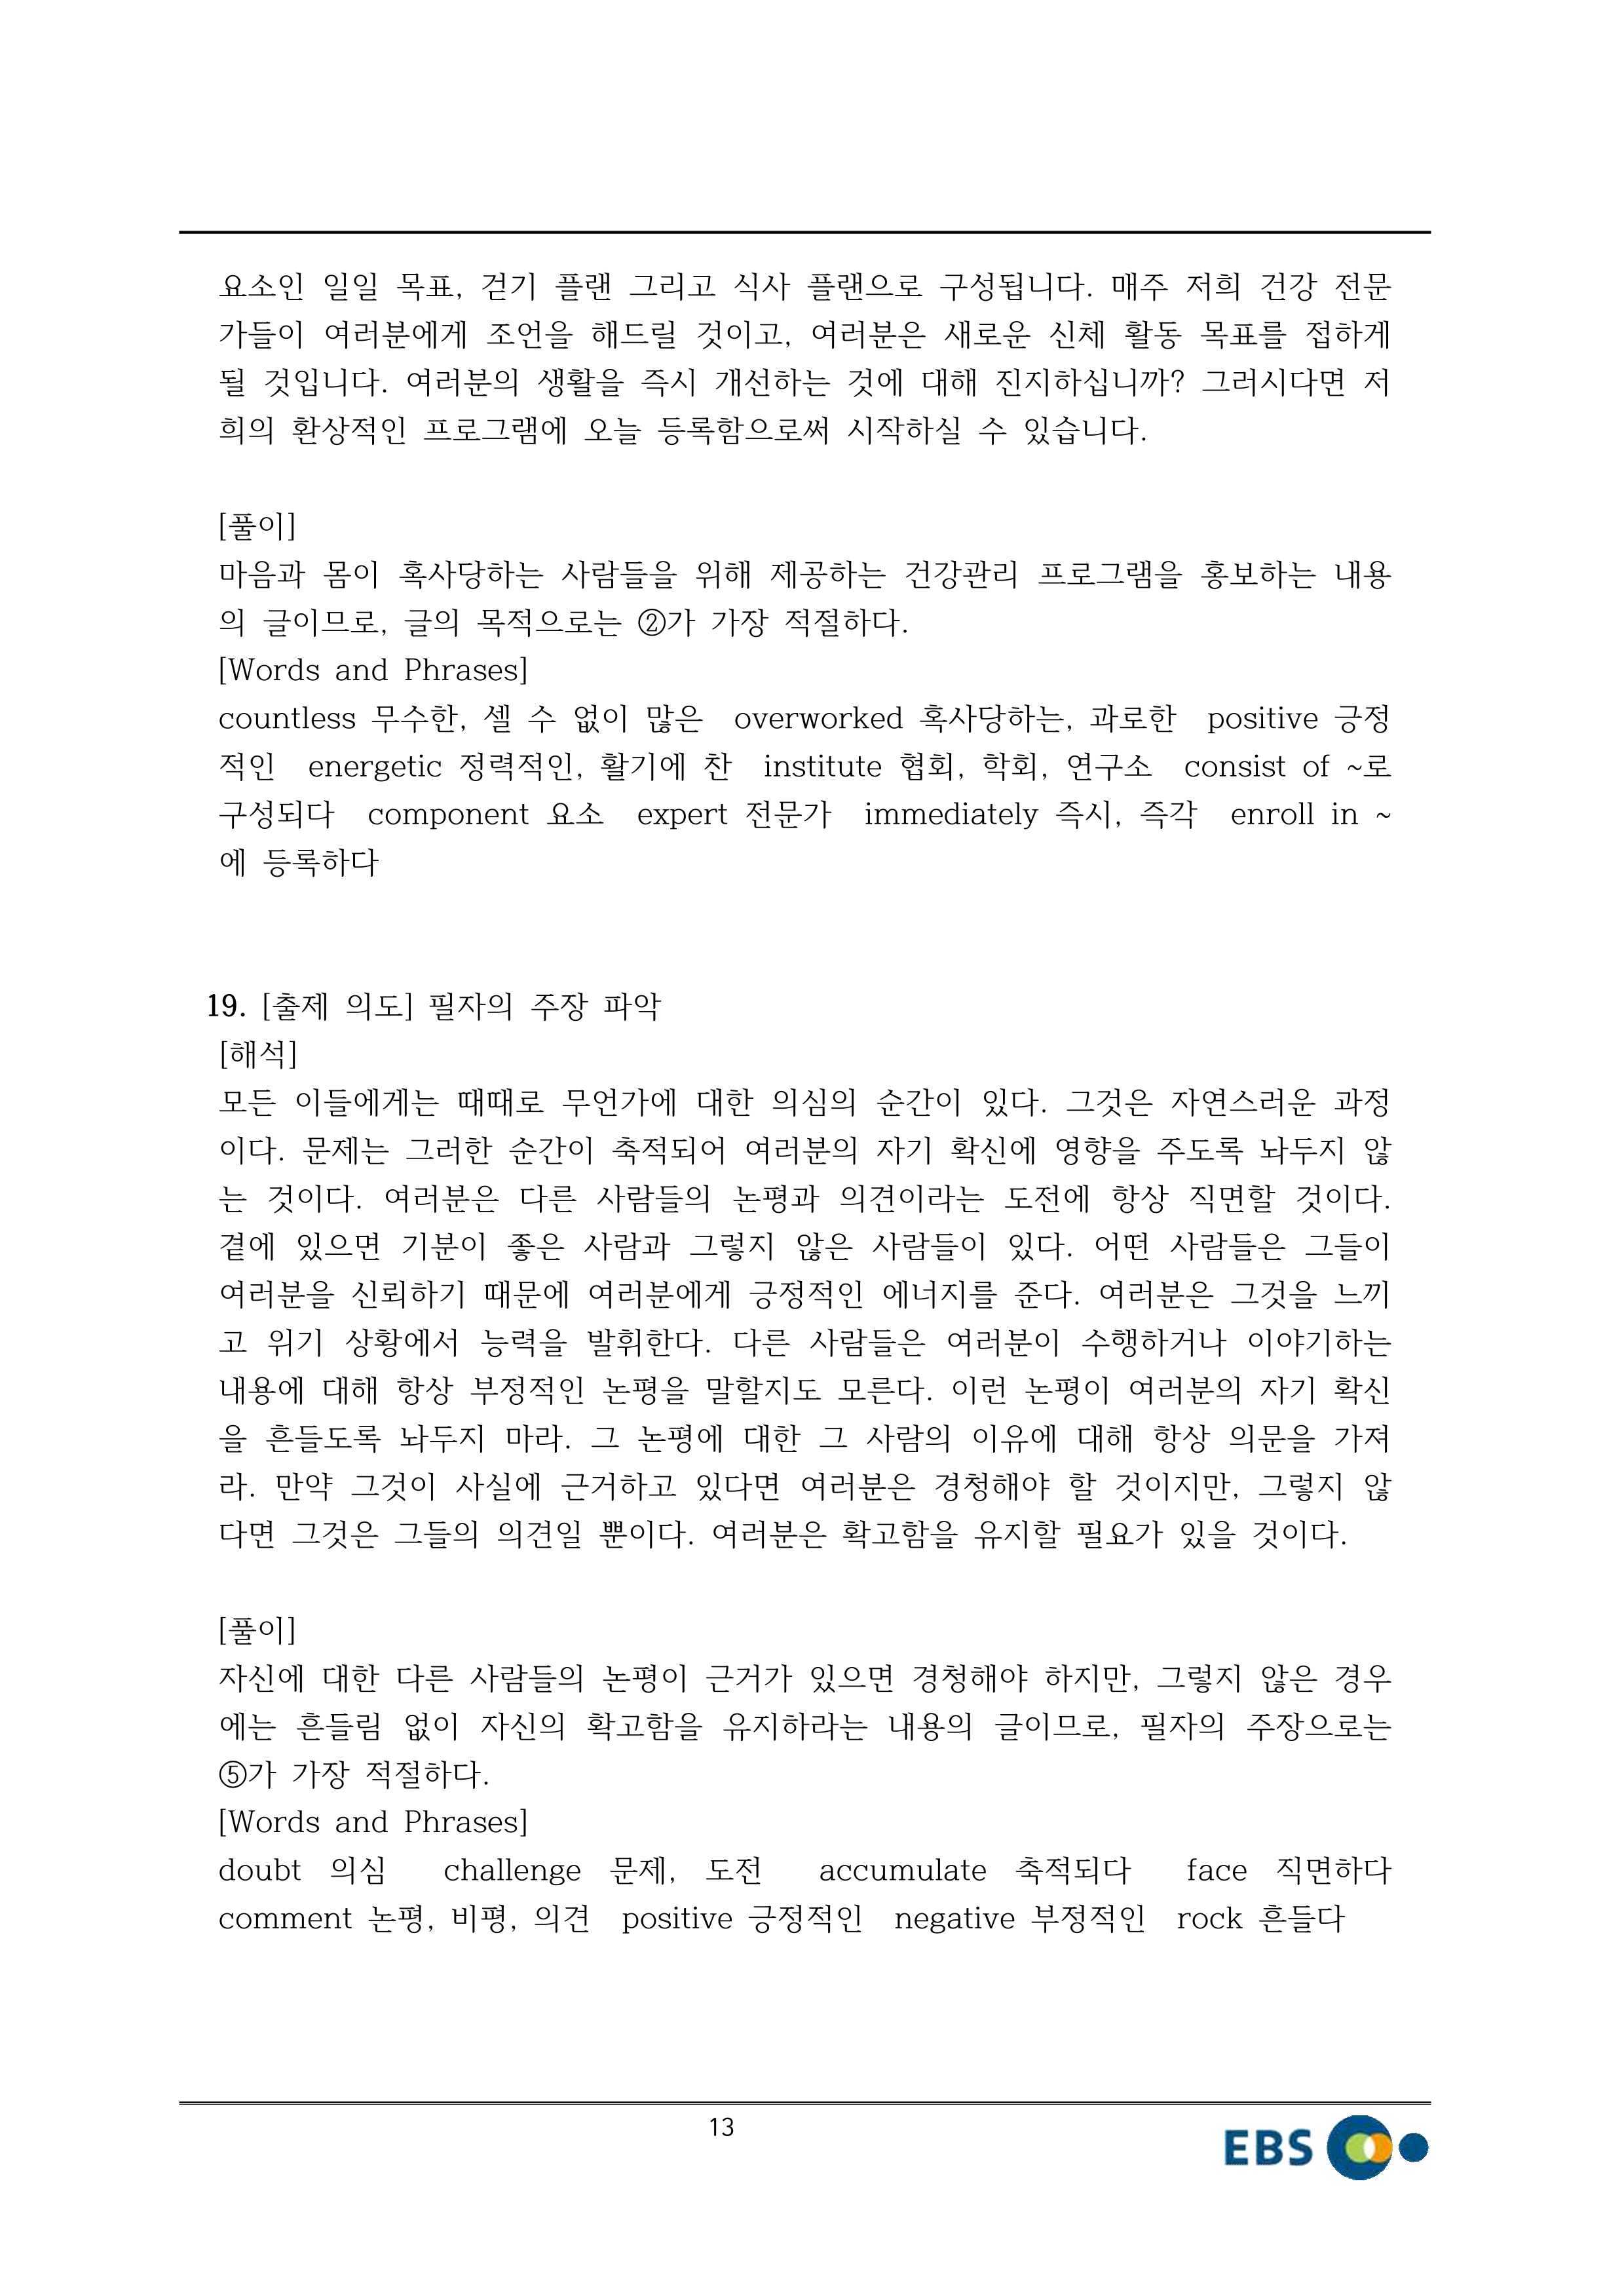 요소인 일일 목표, 걷기 플랜 그리고 식사 플랜으로 구성됩니다. 매주 저희 건강 전문
가들이 여러분에게 조언을 해드릴 것이고, 여러분은 새로운 신체 활동 목표를 접하게
될 것입니다. 여러분의 생활을 즉시 개선하는 것에 대해 진지하십니까? 그러시다면 저
희의 환상적인 프로그램에 오늘 등록함으로써 시작하실 수 있습니다.
[풀이]
마음과 몸이 혹사당하는 사람들을 위해 제공하는 건강관리 프로그램을 홍보하는 내용
의 글이므로, 글의 목적으로는 ②가 가장 적절하다.
[Words and Phrases]
countless 무수한, 셀 수 없이 많은 overworked 혹사당하는, 과로한 positive 긍정
적인 energetic 정력적인, 활기에 찬 institute 협회, 학회, 연구소 consist of ~로
구성되다 component 요소 expert 전문가 immediately 즉시, 즉각 enroll in ~
에 등록하다
19. [출제 의도] 필자의 주장 파악
[해석]
모든 이들에게는 때때로 무언가에 대한 의심의 순간이 있다. 그것은 자연스러운 과정
이다. 문제는 그러한 순간이 축적되어 여러분의 자기 확신에 영향을 주도록 놔두지 않
는 것이다. 여러분은 다른 사람들의 논평과 의견이라는 도전에 항상 직면할 것이다.
곁에 있으면 기분이 좋은 사람과 그렇지 않은 사람들이 있다. 어떤 사람들은 그들이
여러분을 신뢰하기 때문에 여러분에게 긍정적인 에너지를 준다. 여러분은 그것을 느끼
고 위기 상황에서 능력을 발휘한다. 다른 사람들은 여러분이 수행하거나 이야기하는
내용에 대해 항상 부정적인 논평을 말할지도 모른다. 이런 논평이 여러분의 자기 확신
을 흔들도록 놔두지 마라. 그 논평에 대한 그 사람의 이유에 대해 항상 의문을 가져
라. 만약 그것이 사실에 근거하고 있다면 여러분은 경청해야 할 것이지만, 그렇지 않
다면 그것은 그들의 의견일 뿐이다. 여러분은 확고함을 유지할 필요가 있을 것이다.
[풀이]
자신에 대한 다른 사람들의 논평이 근거가 있으면 경청해야 하지만, 그렇지 않은 경우
에는 흔들림 없이 자신의 확고함을 유지하라는 내용의 글이므로, 필자의 주장으로는
⑤가 가장 적절하다.
[Words and Phrases]
doubt 의심 challenge 문제, 도전 accumulate 축적되다 face 직면하다
comment 논평, 비평, 의견 positive 긍정적인 negative 부정적인 rock 흔들다
13
EBS